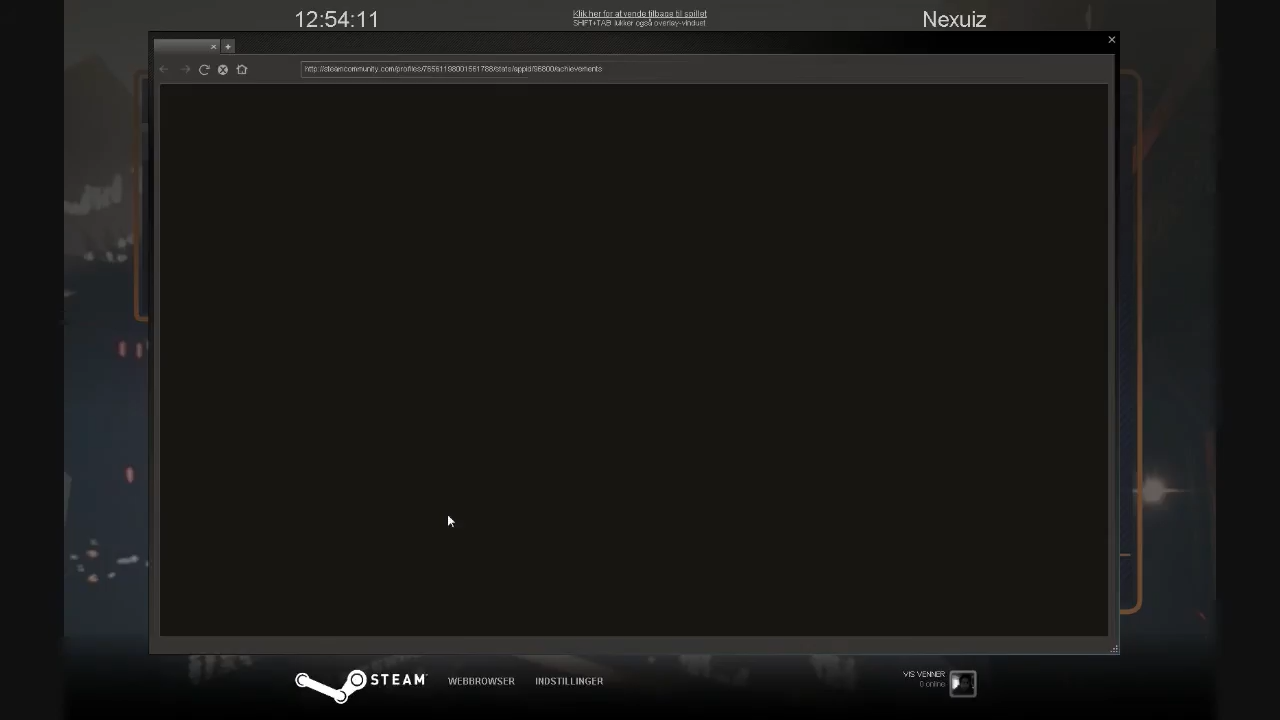 12:54:11
Klik her for at vende tilbage til spillet
SHIFT+TAB lukker også overlay-vinduet
Nexuiz
http://steamcommunity.com/profiles/76561198001561788/stats/appid/96800/achievements
STEAM
WEBBROWSER
INDSTILLINGER
VIS VENNER
0 online